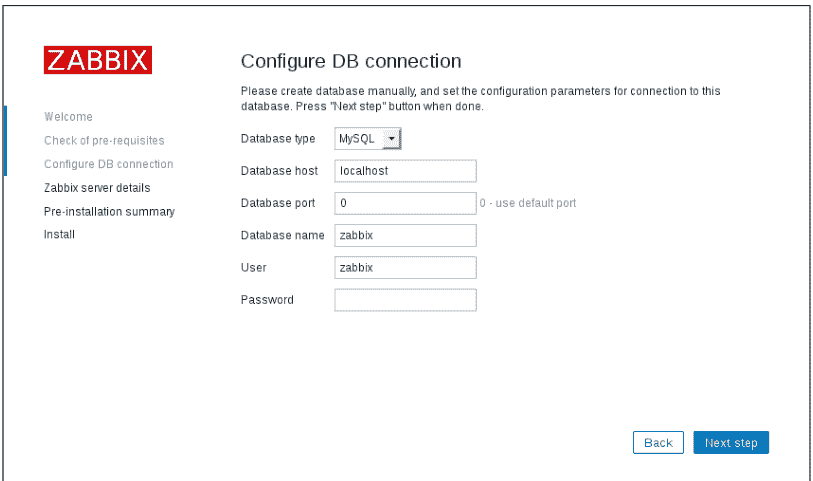 ZABBIX
Welcome
Check of pre-requisites
Configure DB connection
Zabbix server details
Pre-installation summary
Install
Configure DB connection
Please create database manually, and set the configuration parameters for connection to this
database. Press "Next step" button when done.
Database type MySQL
Database host localhost
Database port 0 0 - use default port
Database name zabbix
User zabbix
Password
Back Next step